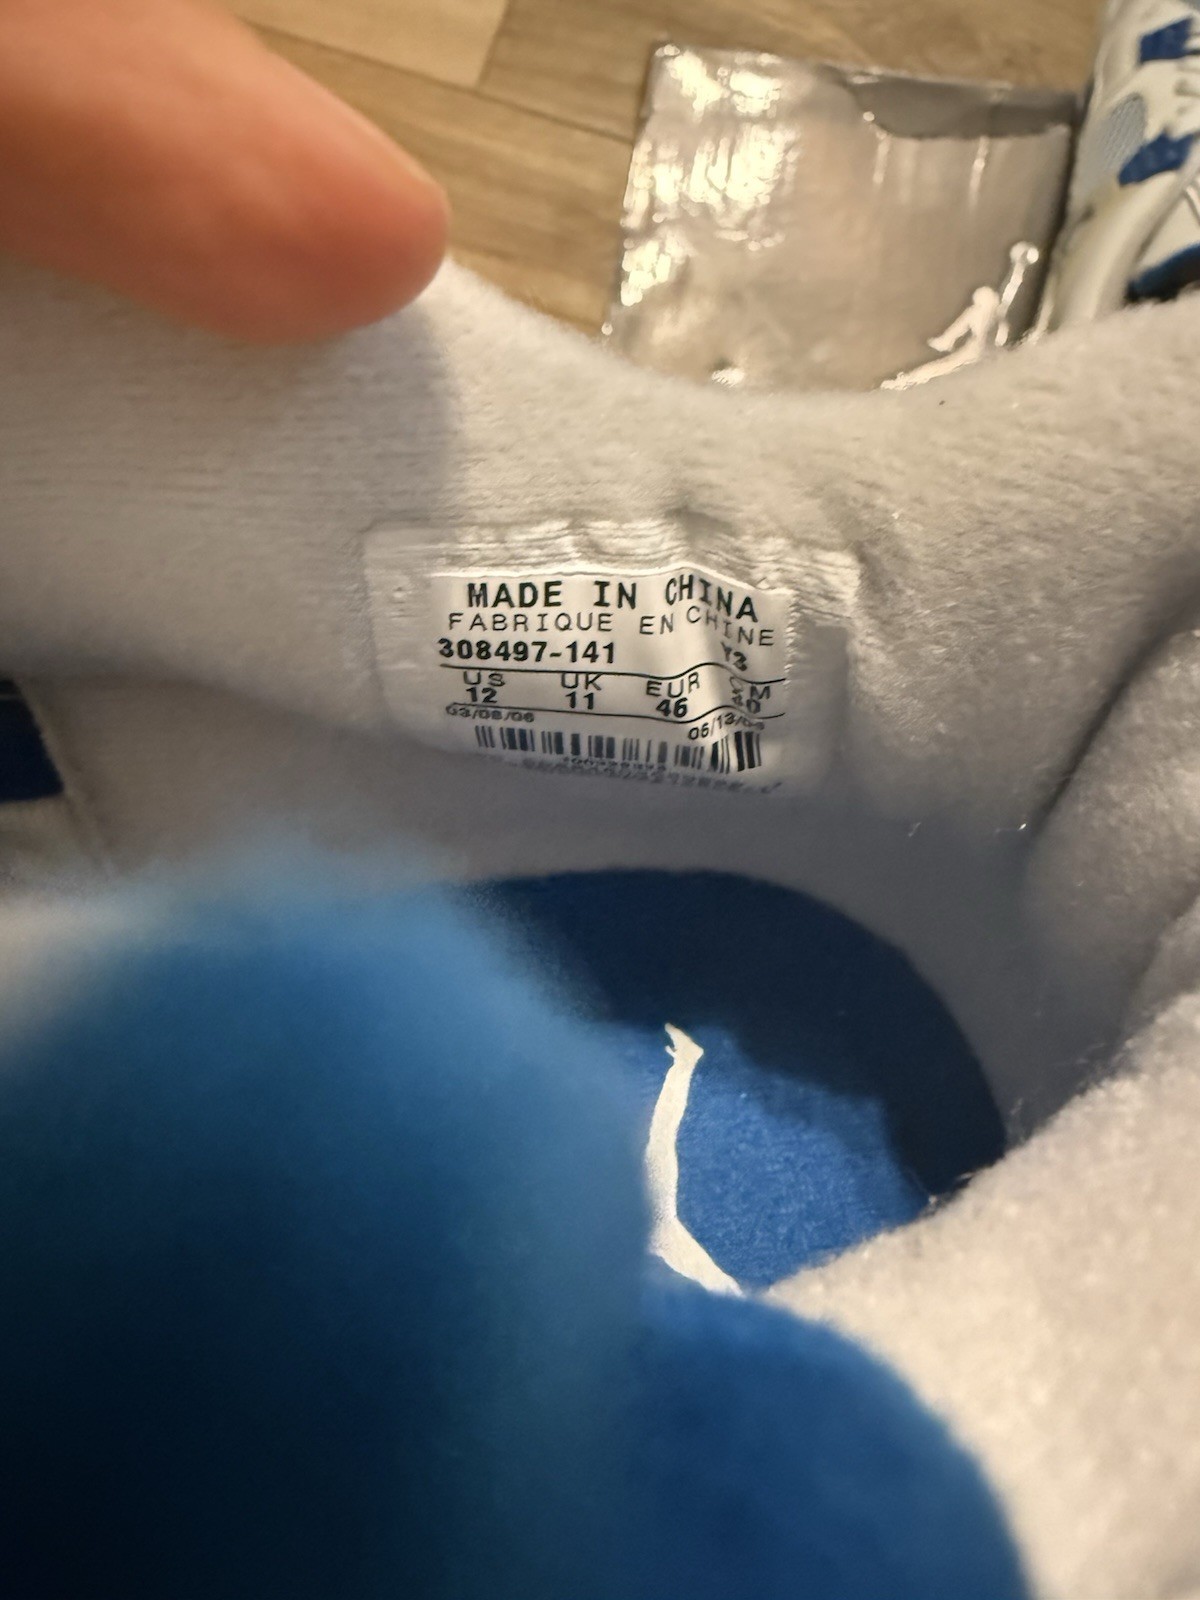 MADE IN CHINA
FABRIQUE EN CHINE
308497-141 Y3
US UK EUR CM
12 11 46 30
03/08/06 05/13/06